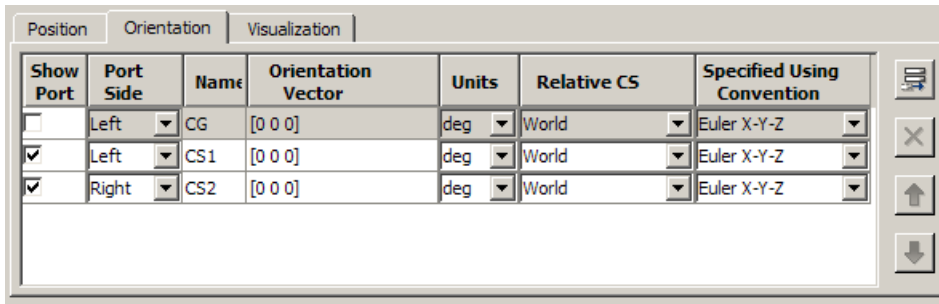 Position Orientation Visualization
Show Port Port Side Name Orientation Vector Units Relative CS Specified Using Convention
Left CG [0 0 0] deg World Euler X-Y-Z
Left CS1 [0 0 0] deg World Euler X-Y-Z
Right CS2 [0 0 0] deg World Euler X-Y-Z